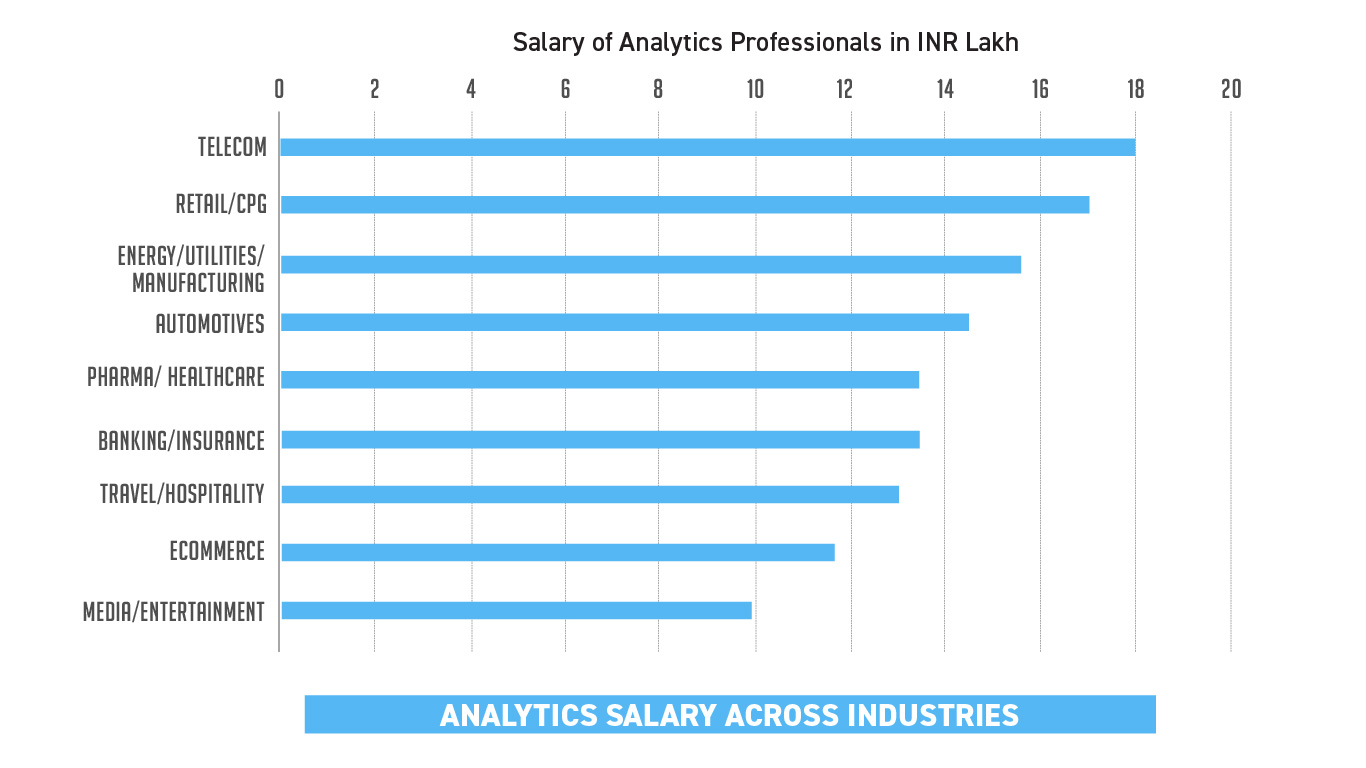 Salary of Analytics Professionals in INR Lakh
0 2 4 6 8 10 12 14 16 18 20
TELECOM
RETAIL/CPG
ENERGY/UTILITIES/
MANUFACTURING
AUTOMOTIVES
PHARMA/ HEALTHCARE
BANKING/INSURANCE
TRAVEL/HOSPITALITY
ECOMMERCE
MEDIA/ENTERTAINMENT
ANALYTICS SALARY ACROSS INDUSTRIES